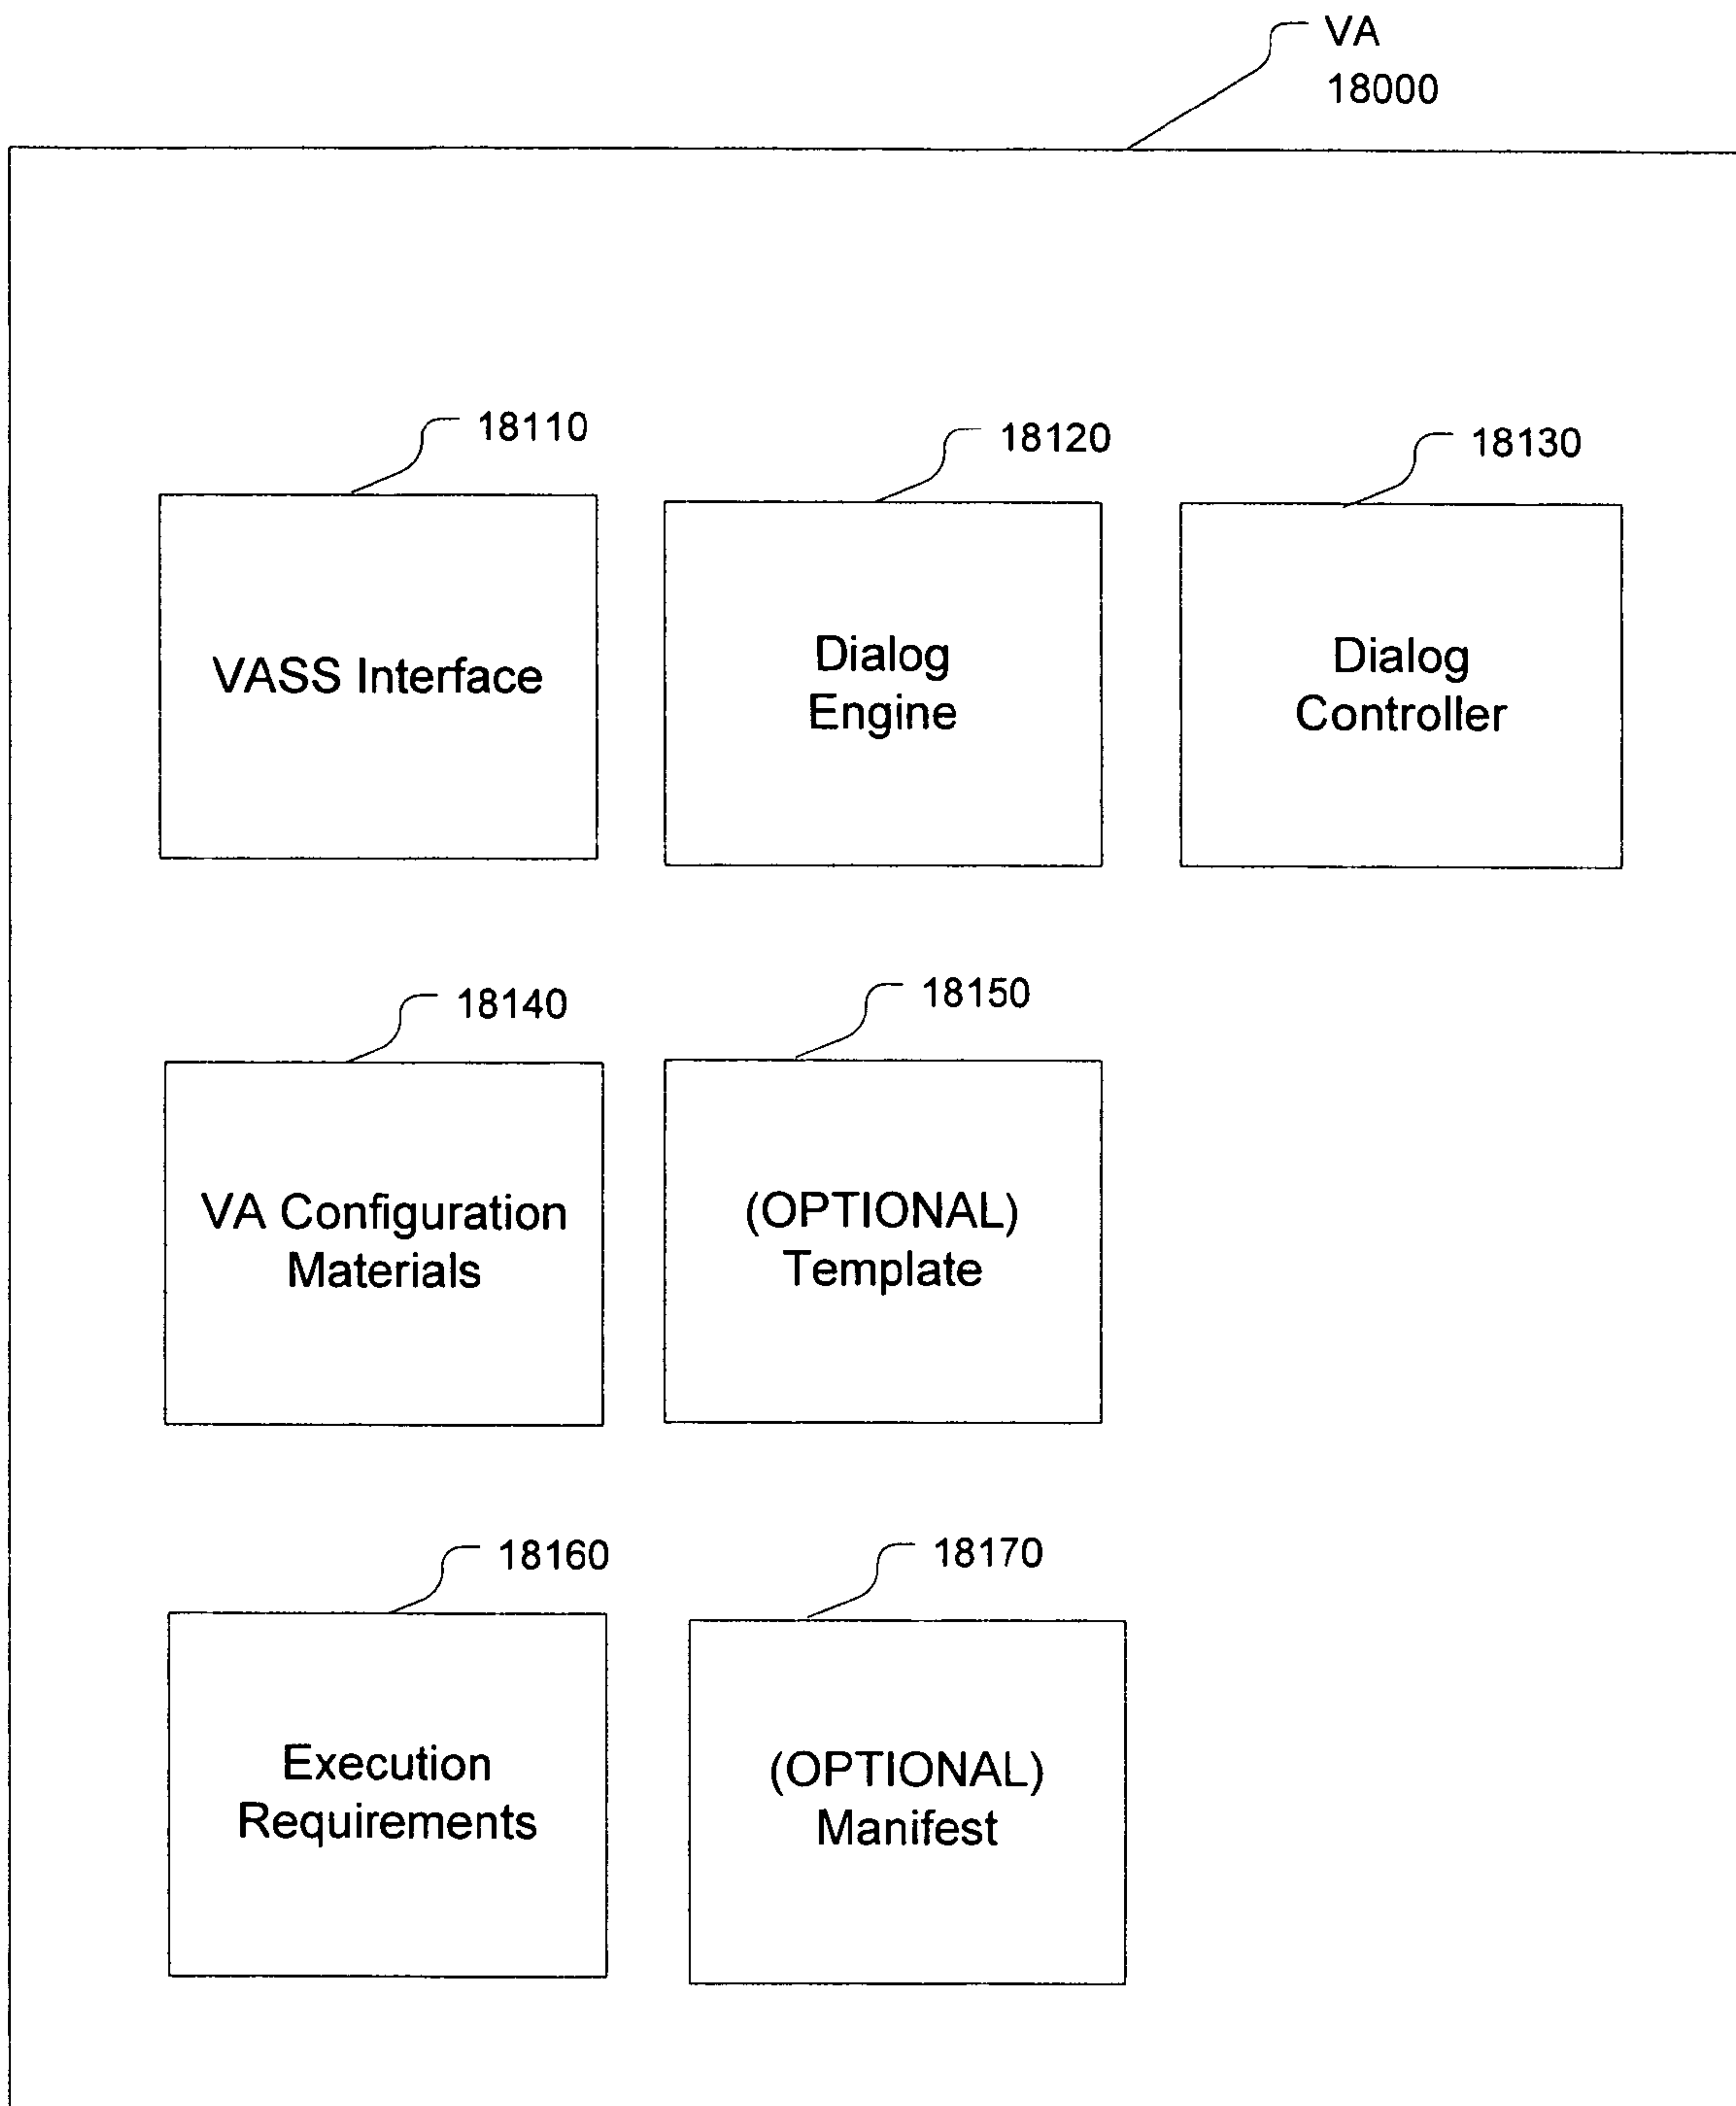 VA
18000
18110
18120
18130
VASS Interface
Dialog
Engine
Dialog
Controller
18140
18150
VA Configuration
Materials
(OPTIONAL)
Template
18160
18170
Execution
Requirements
(OPTIONAL)
Manifest